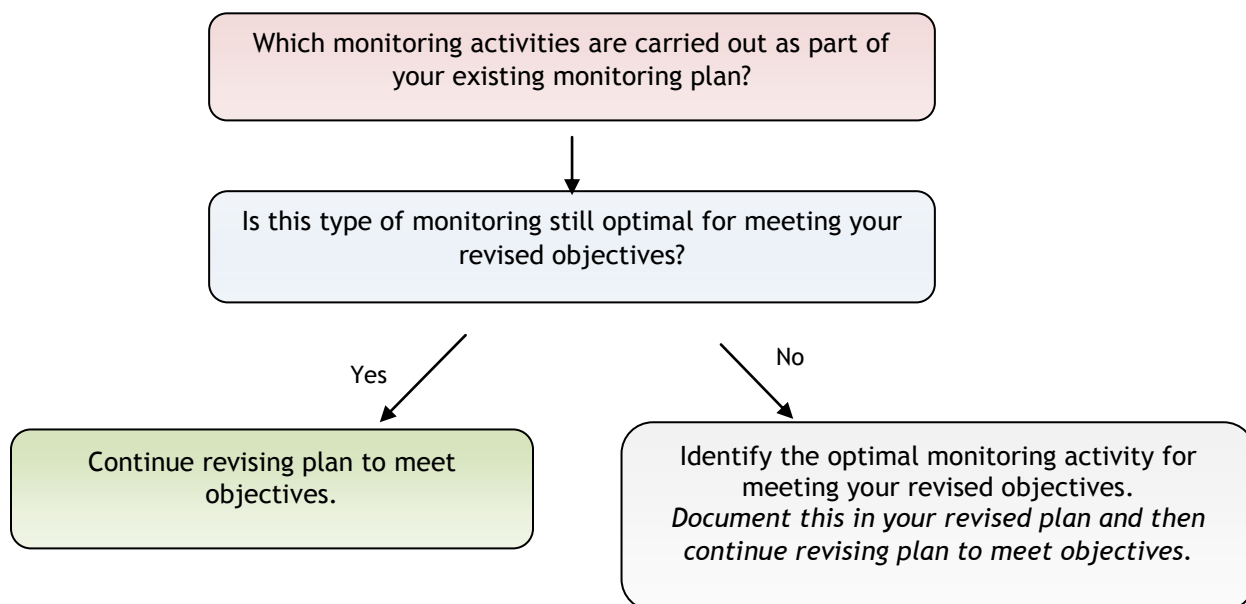 Which monitoring activities are carried out as part of
your existing monitoring plan?
Is this type of monitoring still optimal for meeting your
revised objectives?
Yes
No
Continue revising plan to meet
objectives.
Identify the optimal monitoring activity for
meeting your revised objectives.
Document this in your revised plan and then
continue revising plan to meet objectives.